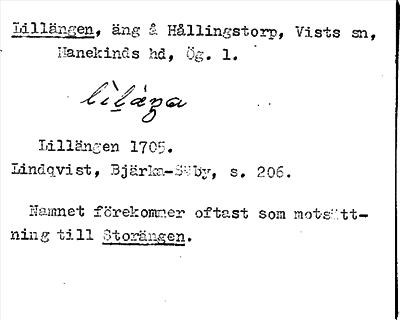 Lillängen, äng å Hållingstorp, Vists sn,
Hanekinds hd, Ög. l.
Lillängen 1705.
Lindqvist, Bjärka-Säby, s. 206.
Namnet förekommer oftast som motsätt-
ning till Storängen.